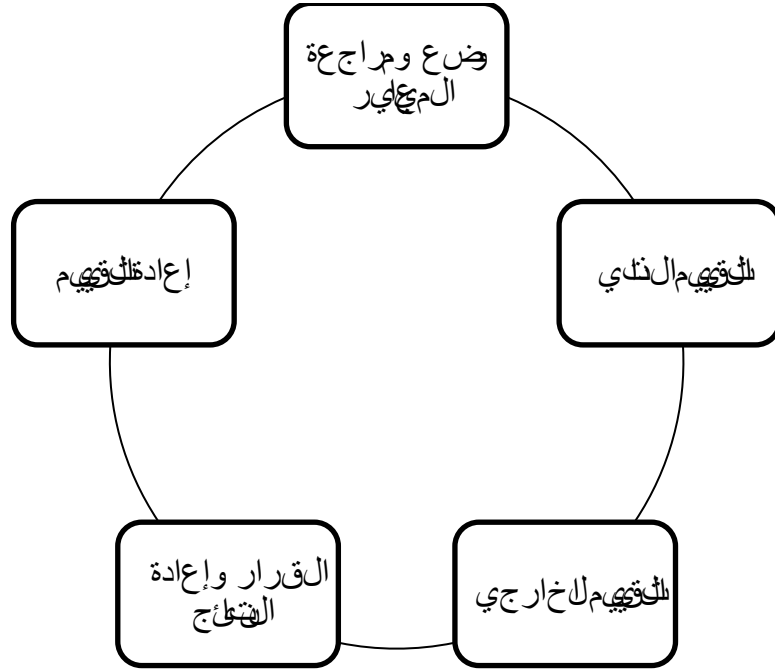 وضع ومراجعة
المعايير
التقييم الذاتي
التقييم الخارجي
القرار وإعادة
النتائج
إعادة التقييم